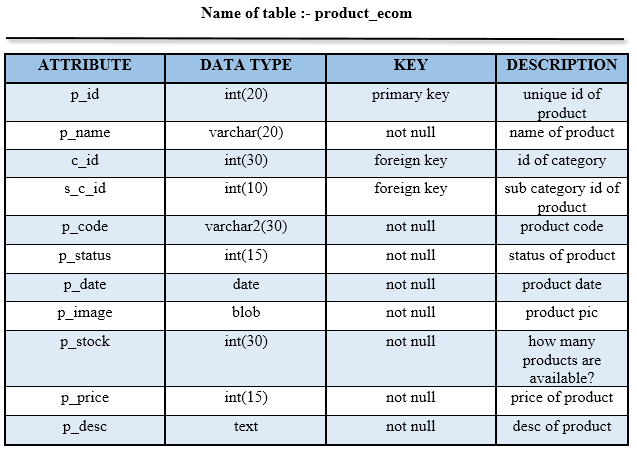 Name of table :- product_ecom
ATTRIBUTE DATA TYPE KEY DESCRIPTION
p_id int(20) primary key unique id of
product
p_name varchar(20) not null name of product
c_id int(30) foreign key id of category
s_c_id int(10) foreign key sub category id of
product
p_code varchar2(30) not null product code
p_status int(15) not null status of product
p_date date not null product date
p_image blob not null product pic
p_stock int(30) not null how many
products are
available?
p_price int(15) not null price of product
p_desc text not null desc of product